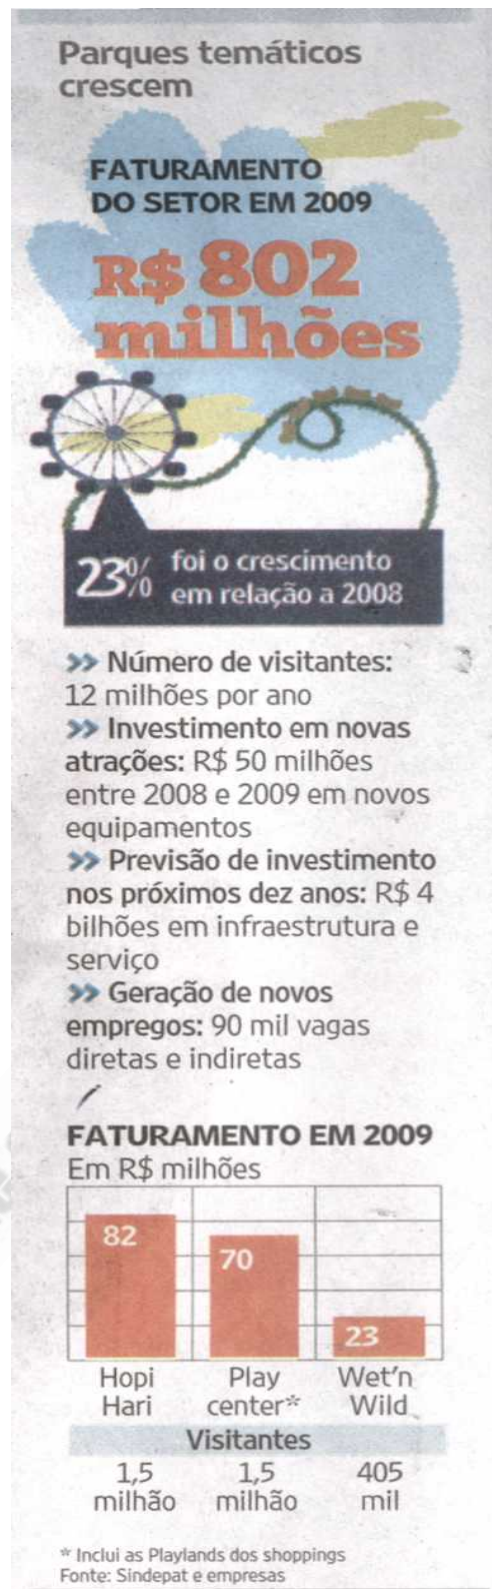 Parques temáticos
crescem
FATURAMENTO
DO SETOR EM 2009
R$ 802
milhões
23% foi o crescimento
em relação a 2008
>> Número de visitantes:
12 milhões por ano
>> Investimento em novas
atrações: R$ 50 milhões
entre 2008 e 2009 em novos
equipamentos
>> Previsão de investimento
nos próximos dez anos: R$ 4
bilhões em infraestrutura e
serviço
>> Geração de novos
empregos: 90 mil vagas
diretas e indiretas
FATURAMENTO EM 2009
Em R$ milhões
82 70 23
Hopi Play Wet'n
Hari center* Wild
Visitantes
1,5 1,5 405
milhão milhão mil
* Inclui as Playlands dos shoppings
Fonte: Sindepat e empresas